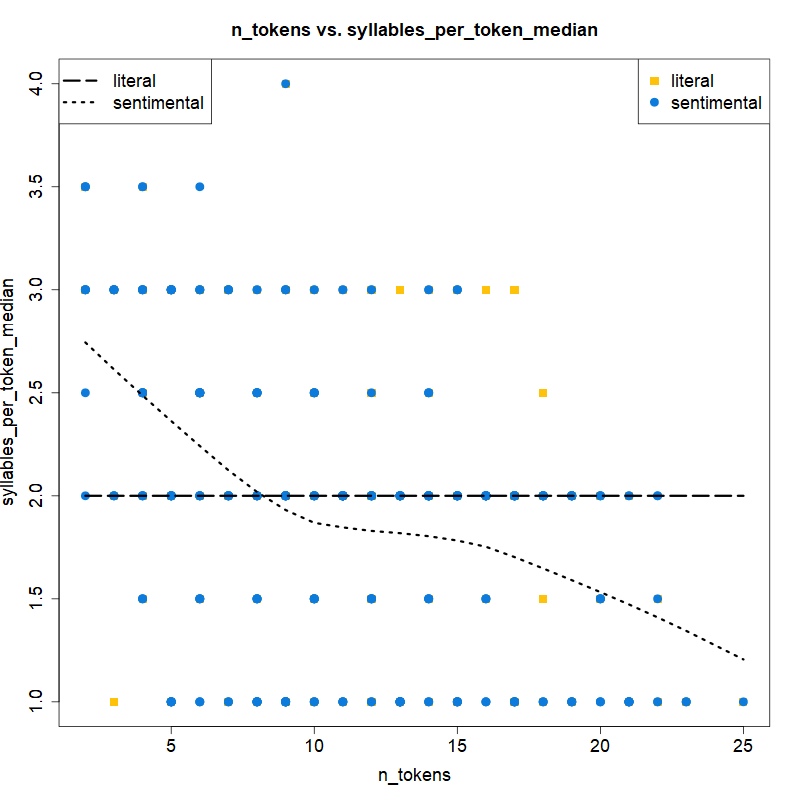 n_tokens vs. syllables_per_token_median
literal
sentimental
literal
sentimental
syllables_per_token_median
4.0
3.5
3.0
2.5
2.0
1.5
1.0
5
10
15
20
25
n_tokens